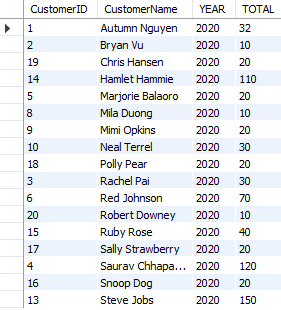 CustomerID CustomerName YEAR TOTAL
1 Autumn Nguyen 2020 32
2 Bryan Vu 2020 10
19 Chris Hansen 2020 20
14 Hamlet Hammie 2020 110
5 Marjorie Balaoro 2020 20
8 Mila Duong 2020 10
9 Mimi Opkins 2020 20
10 Neal Terrel 2020 30
18 Polly Pear 2020 20
3 Rachel Pai 2020 30
6 Red Johnson 2020 70
20 Robert Downey 2020 10
15 Ruby Rose 2020 40
17 Sally Strawberry 2020 20
4 Saurav Chhapa... 2020 120
16 Snoop Dog 2020 20
13 Steve Jobs 2020 150